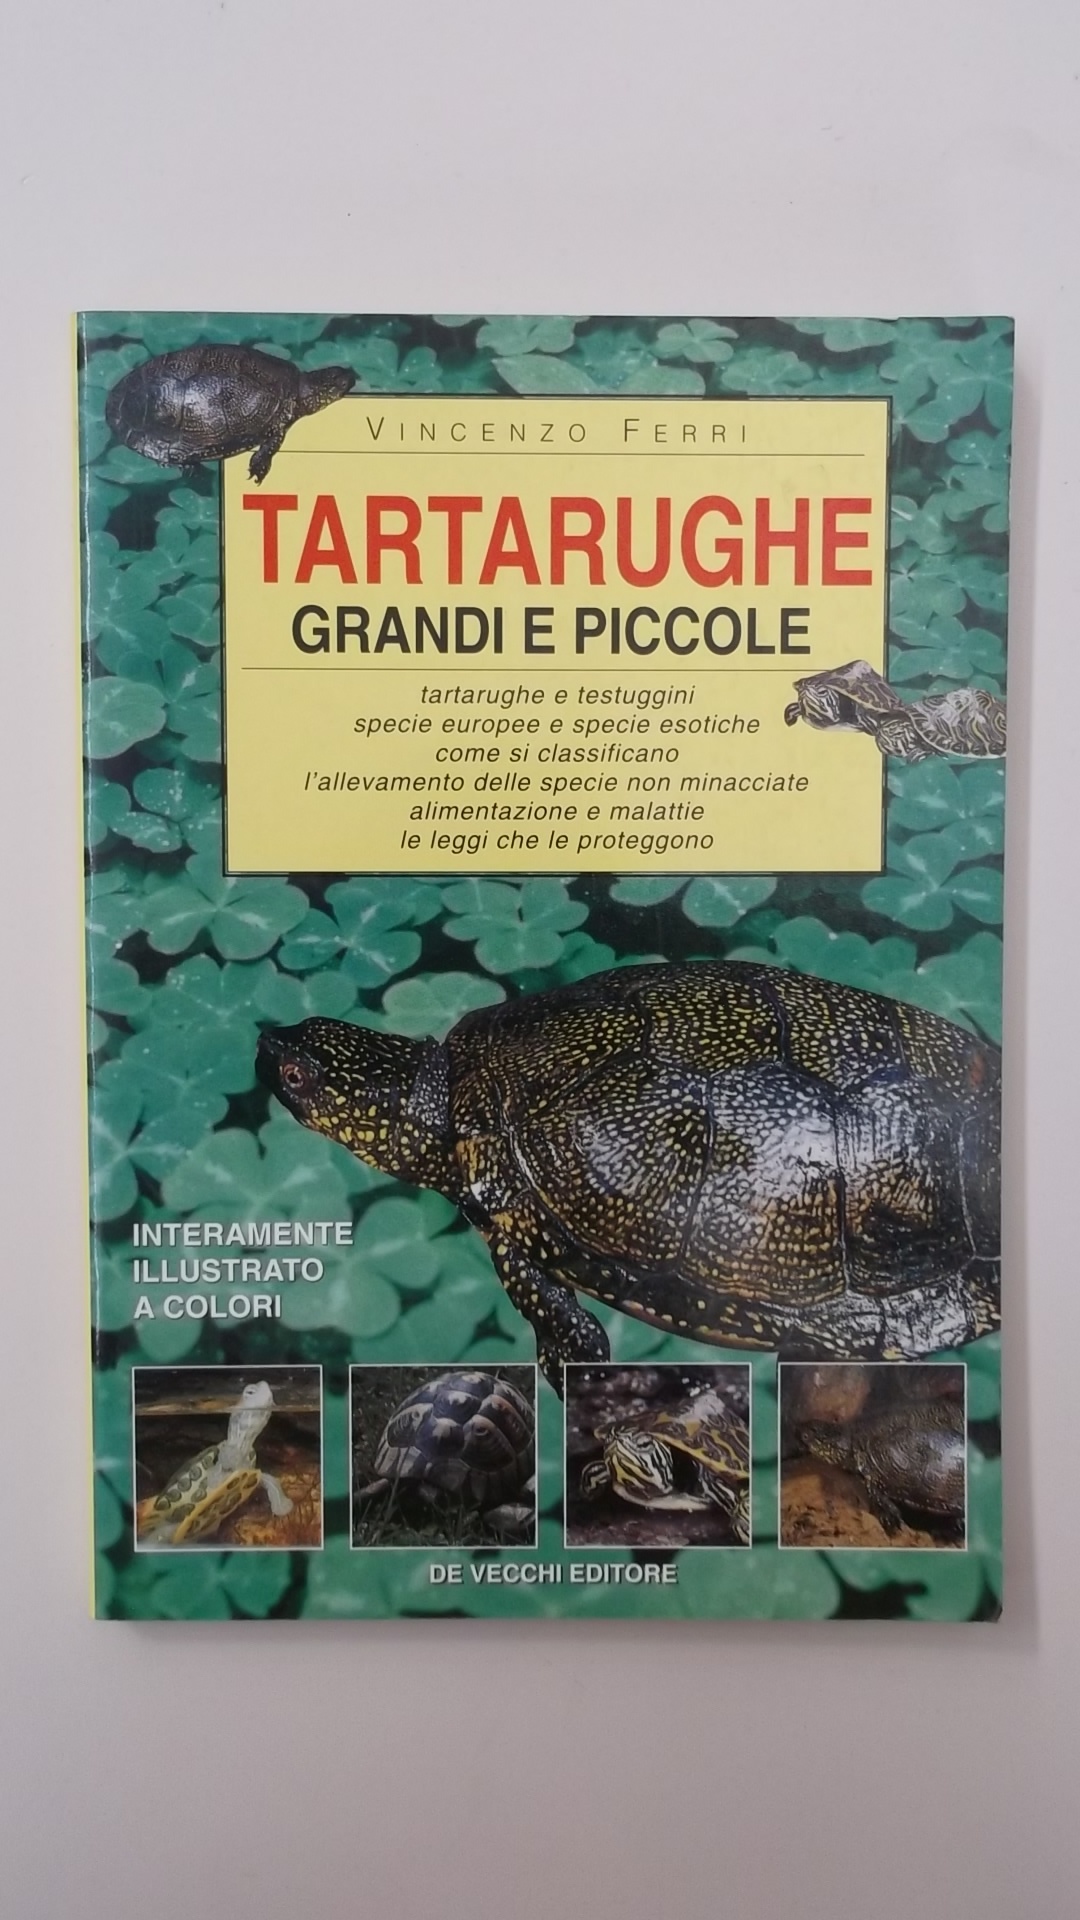 VINCENZO FERRI
TARTARUGHE
GRANDI E PICCOLE
tartarughe e testuggini
specie europee e specie esotiche
come si classificano
l'allevamento delle specie non minacciate
alimentazione e malattie
le leggi che le proteggono
INTERAMENTE
ILLUSTRATO
A COLORI
DE VECCHI EDITORE